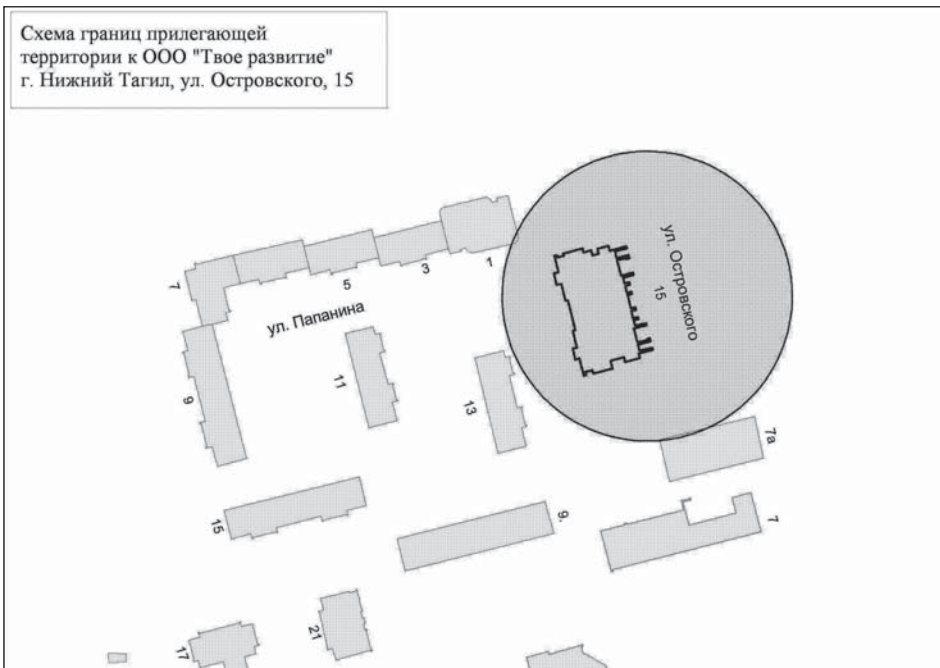 Схема границ прилегающей
территории к ООО "Твое развитие"
г. Нижний Тагил, ул. Островского, 15
ул. Островского
15
1
3
5
7
ул. Папанина
11
9
13
7а
15
9.
7
21
17